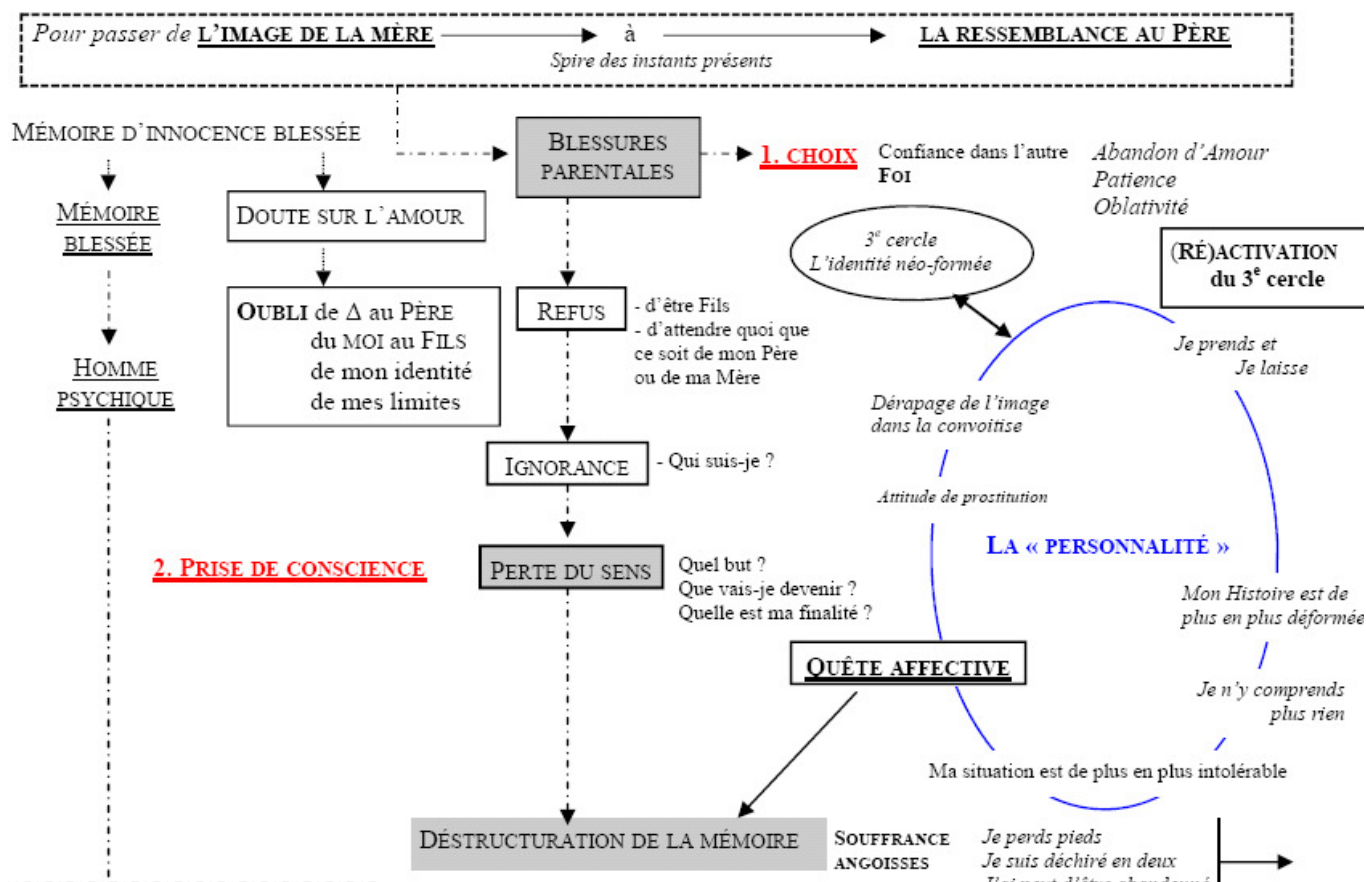 Pour passer de L'IMAGE DE LA MÈRE à LA RESSEMBLANCE AU PÈRE
Spire des instants présents
MÉMOIRE D'INNOCENCE BLESSÉE
BLESSURES
PARENTALES
1. CHOIX
Confiance dans l'autre
FOI
Abandon d'Amour
Patience
Oblativité
MÉMOIRE
BLESSÉE
DOUTE SUR L'AMOUR
3e cercle
L'identité néo-formée
(RÉ)ACTIVATION
du 3e cercle
OUBLI de Δ au PÈRE
du MOI au FILS
de mon identité
de mes limites
REFUS
- d'être Fils
- d'attendre quoi que
ce soit de mon Père
ou de ma Mère
Je prends et
Je laisse
HOMME
PSYCHIQUE
Dérapage de l'image
dans la convoitise
IGNORANCE
- Qui suis-je ?
Attitude de prostitution
LA « PERSONNALITÉ »
2. PRISE DE CONSCIENCE
PERTE DU SENS
Quel but ?
Que vais-je devenir ?
Quelle est ma finalité ?
Mon Histoire est de
plus en plus déformée
QUÊTE AFFECTIVE
Je n'y comprends
plus rien
Ma situation est de plus en plus intolérable
DÉSTRUCTURATION DE LA MÉMOIRE
SOUFFRANCE
ANGOISSES
Je perds pieds
Je suis déchiré en deux
J'ai peur d'être abandonné